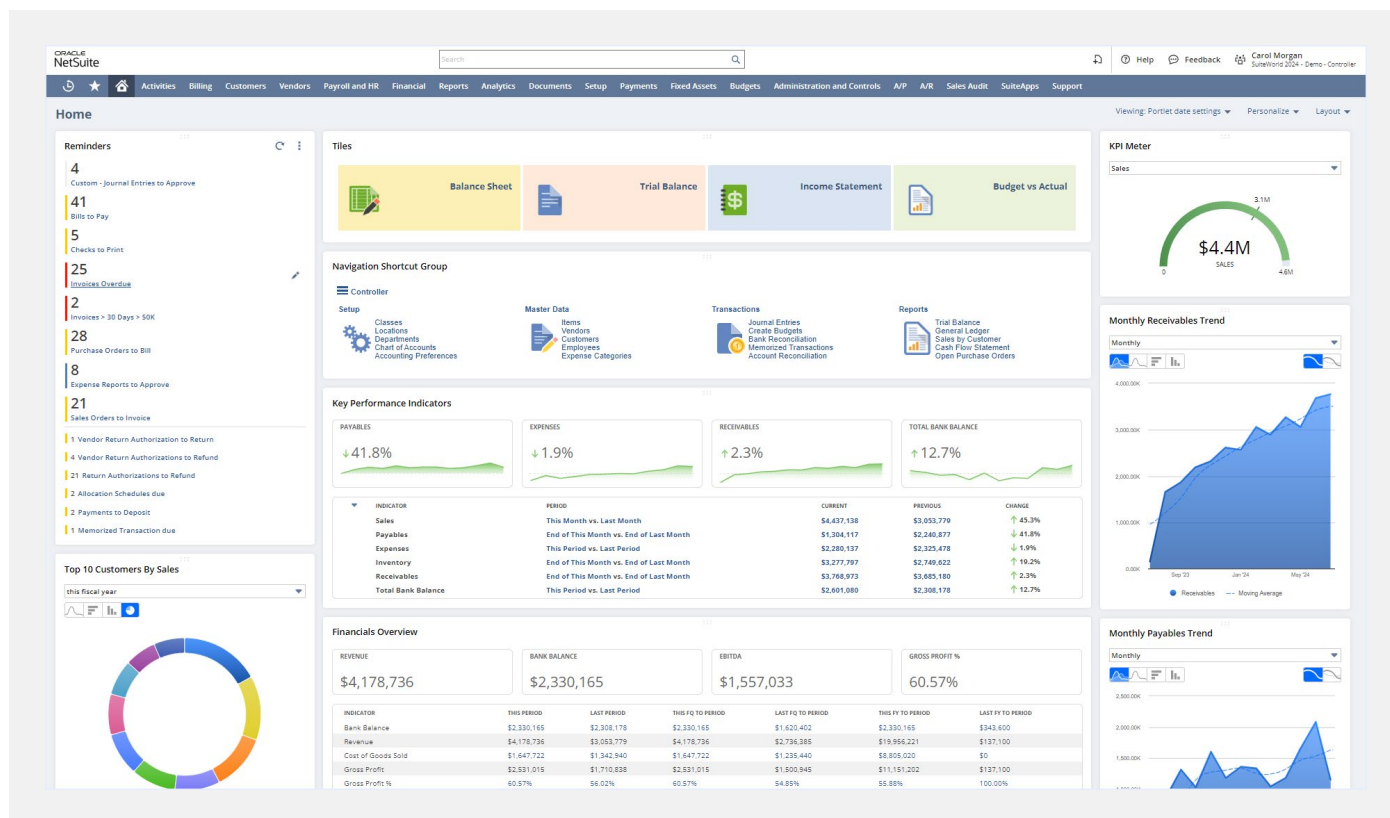 ORACLE
NetSuite
Search
Help
Feedback
Carol Morgan
SuiteWorld 2024 - Demo - Controller
Activities Billing Customers Vendors Payroll and HR Financial Reports Analytics Documents Setup Payments Fixed Assets Budgets Administration and Controls A/P A/R Sales Audit SuiteApps Support
Home
Viewing: Portlet date settings Personalize Layout
Reminders
4
Custom - Journal Entries to Approve
41
Bills to Pay
5
Checks to Print
25
Invoices Overdue
2
Invoices > 30 Days > 50K
28
Purchase Orders to Bill
8
Expense Reports to Approve
21
Sales Orders to Invoice
1 Vendor Return Authorization to Return
4 Vendor Return Authorizations to Refund
21 Return Authorizations to Refund
2 Allocation Schedules due
2 Payments to Deposit
1 Memorized Transaction due
Top 10 Customers By Sales
this fiscal year
Tiles
Balance Sheet
Trial Balance
Income Statement
Budget vs Actual
Navigation Shortcut Group
Controller
Setup
Classes
Locations
Departments
Chart of Accounts
Accounting Preferences
Master Data
Items
Vendors
Customers
Employees
Expense Categories
Transactions
Journal Entries
Create Budgets
Bank Reconciliation
Memorized Transactions
Account Reconciliation
Reports
Trial Balance
General Ledger
Sales by Customer
Cash Flow Statement
Open Purchase Orders
Key Performance Indicators
PAYABLES
41.8%
EXPENSES
1.9%
RECEIVABLES
2.3%
TOTAL BANK BALANCE
12.7%
INDICATOR PERIOD CURRENT PREVIOUS CHANGE
Sales This Month vs. Last Month $4,437,138 $3,053,779 45.3%
Payables End of This Month vs. End of Last Month $1,304,117 $2,240,877 41.8%
Expenses This Period vs. Last Period $2,280,137 $2,325,478 1.9%
Inventory End of This Month vs. End of Last Month $3,277,797 $2,749,622 19.2%
Receivables End of This Month vs. End of Last Month $3,768,973 $3,685,180 2.3%
Total Bank Balance This Period vs. Last Period $2,601,080 $2,308,178 12.7%
Financials Overview
REVENUE
$4,178,736
BANK BALANCE
$2,330,165
EBITDA
$1,557,033
GROSS PROFIT %
60.57%
INDICATOR THIS PERIOD LAST PERIOD THIS FQ TO PERIOD LAST FQ TO PERIOD THIS FY TO PERIOD LAST FY TO PERIOD
Bank Balance $2,330,165 $2,308,178 $2,330,165 $1,620,402 $2,330,165 $343,600
Revenue $4,178,736 $3,053,779 $4,178,736 $2,736,385 $19,956,221 $137,100
Cost of Goods Sold $1,647,722 $1,342,940 $1,647,722 $1,235,440 $8,805,020 $0
Gross Profit $2,531,015 $1,710,838 $2,531,015 $1,500,945 $11,151,202 $137,100
Gross Profit % 60.57% 56.02% 60.57% 54.85% 55.88% 100.00%
KPI Meter
Sales
3.1M
$4.4M
SALES
0
4.6M
Monthly Receivables Trend
Monthly
4,000.00K
3,000.00K
2,000.00K
1,000.00K
0.00K
Sep '23 Jan '24 May '24
Receivables Moving Average
Monthly Payables Trend
Monthly
2,500.00K
2,000.00K
1,500.00K